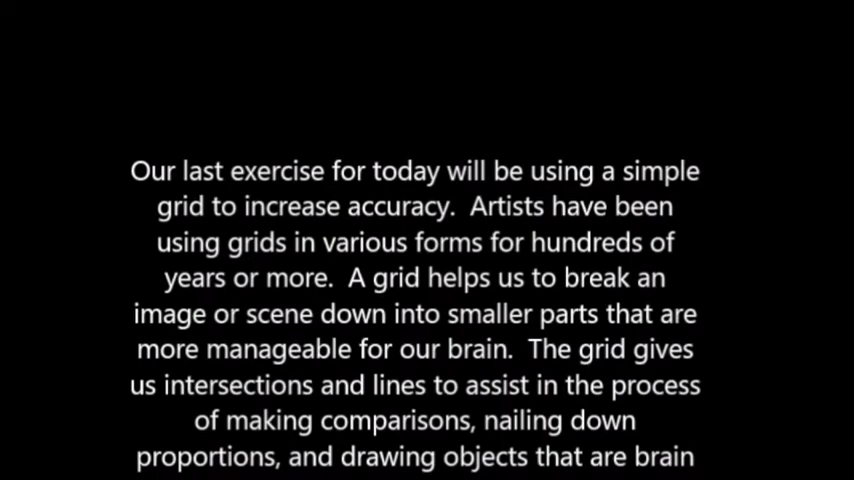 Our last exercise for today will be using a simple
grid to increase accuracy.  Artists have been
using grids in various forms for hundreds of
years or more.  A grid helps us to break an
image or scene down into smaller parts that are
more manageable for our brain.  The grid gives
us intersections and lines to assist in the process
of making comparisons, nailing down
proportions, and drawing objects that are brain